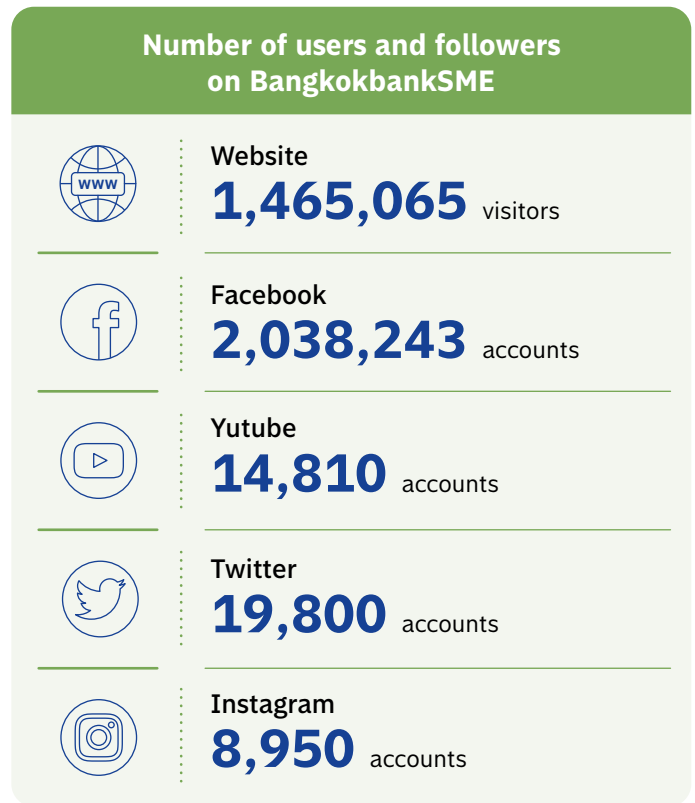 Number of users and followers
on BangkokbankSME
Website
www
1,465,065 visitors
Facebook
2,038,243 accounts
Yutube
14,810 accounts
Twitter
19,800 accounts
Instagram
8,950 accounts